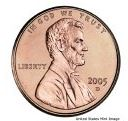 IN GOD WE TRUST
LIBERTY
2005
D
United States Mint Image